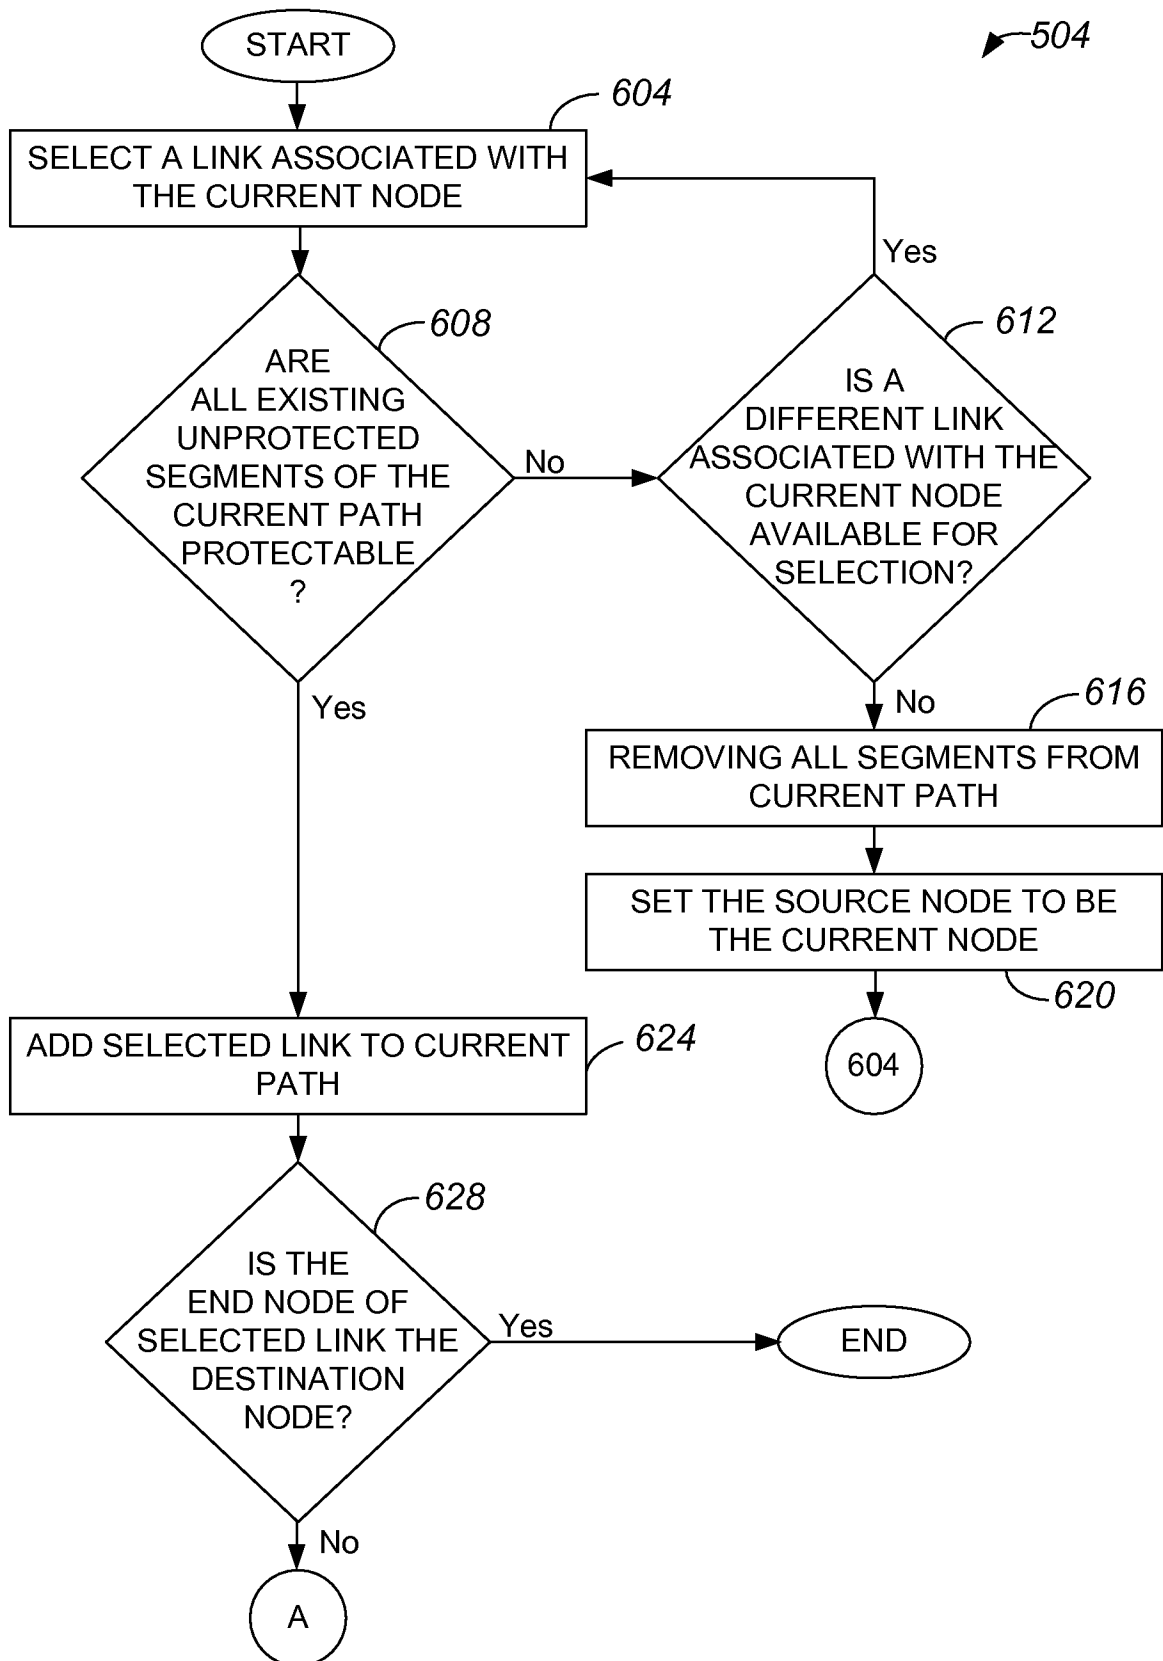 START
504
604
SELECT A LINK ASSOCIATED WITH
THE CURRENT NODE
Yes
608
ARE
ALL EXISTING
UNPROTECTED
SEGMENTS OF THE
CURRENT PATH
PROTECTABLE
?
No
612
IS A
DIFFERENT LINK
ASSOCIATED WITH THE
CURRENT NODE
AVAILABLE FOR
SELECTION?
Yes
No
616
REMOVING ALL SEGMENTS FROM
CURRENT PATH
SET THE SOURCE NODE TO BE
THE CURRENT NODE
620
604
ADD SELECTED LINK TO CURRENT
PATH
624
628
IS THE
END NODE OF
SELECTED LINK THE
DESTINATION
NODE?
Yes
END
No
A